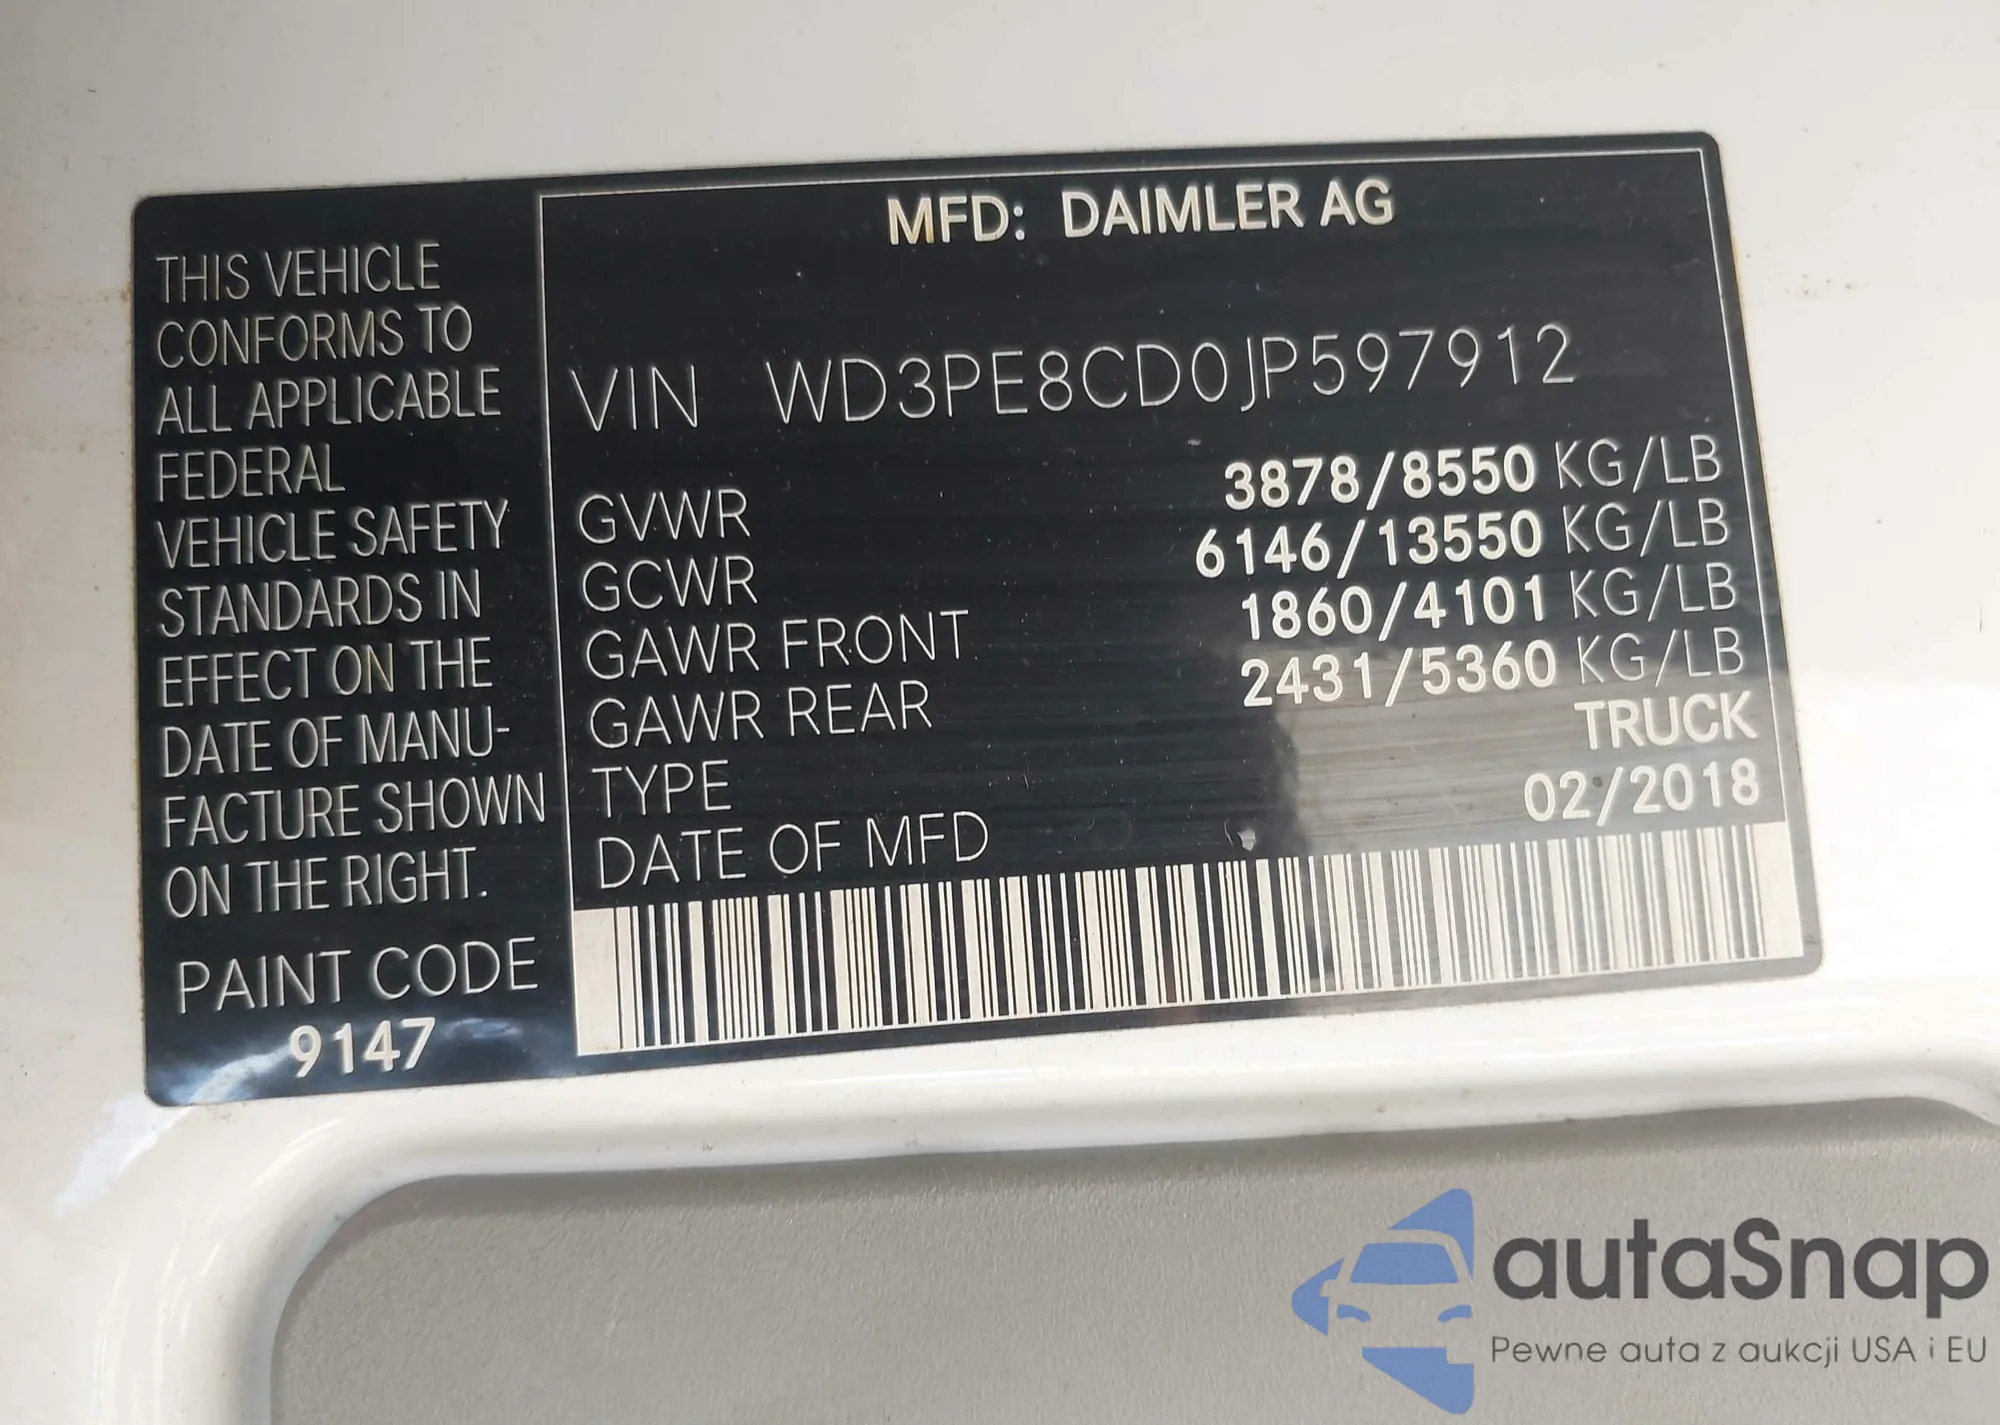 MFD: DAIMLER AG
THIS VEHICLE
CONFORMS TO
ALL APPLICABLE
FEDERAL
VEHICLE SAFETY
STANDARDS IN
EFFECT ON THE
DATE OF MANU-
FACTURE SHOWN
ON THE RIGHT.
PAINT CODE
9147
VIN WD3PE8CD0JP597912
GVWR 3878/8550 KG/LB
GCWR 6146/13550 KG/LB
GAWR FRONT 1860/4101 KG/LB
GAWR REAR 2431/5360 KG/LB
TYPE TRUCK
DATE OF MFD 02/2018
autaSnap
Pewne auta z aukcji USA i EU